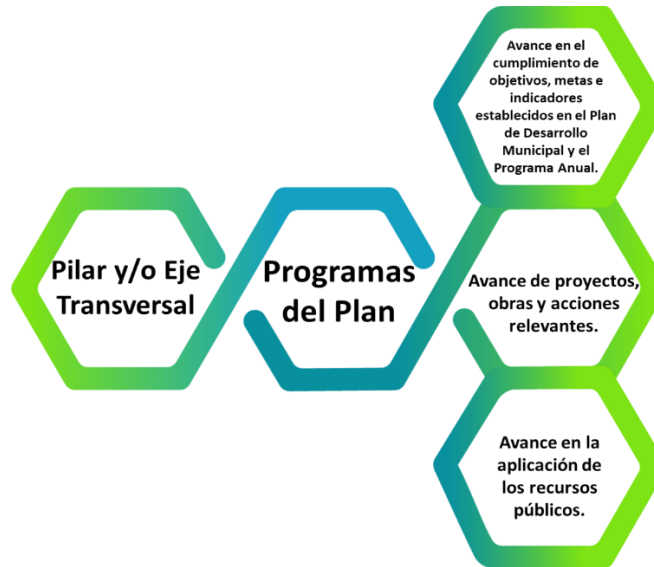 Pilar y/o Eje
Transversal
Programas
del Plan
Avance en el
cumplimiento de
objetivos, metas e
indicadores
establecidos en el Plan
de Desarrollo
Municipal y el
Programa Anual.
Avance de proyectos,
obras y acciones
relevantes.
Avance en la
aplicación de
los recursos
públicos.